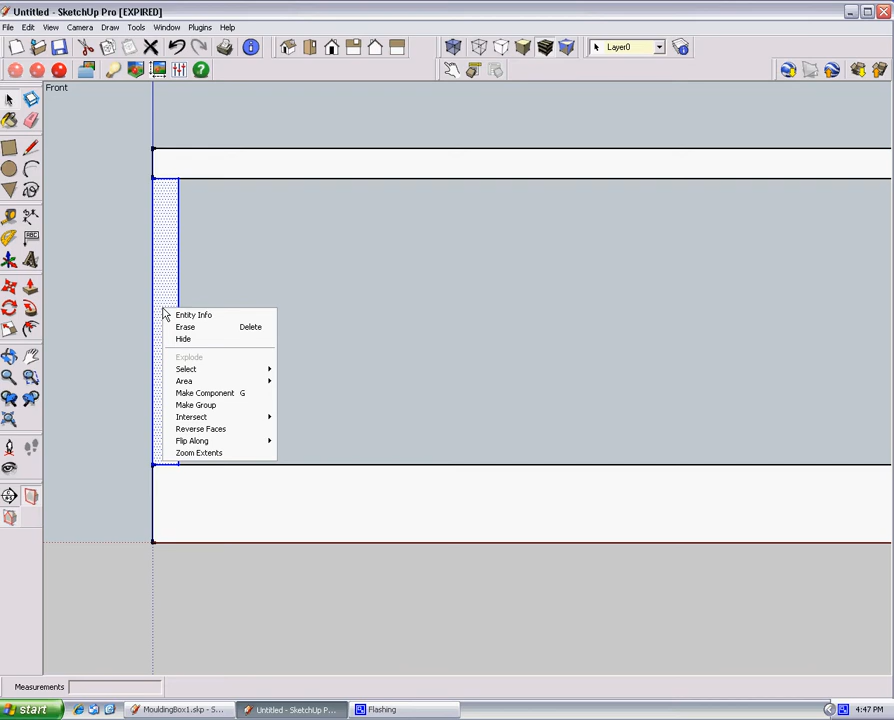 Untitled - SketchUp Pro [EXPIRED]
File Edit View Camera Draw Tools Window Plugins Help
Layer0
Front
ABC
Entity Info
Erase Delete
Hide
Explode
Select
Area
Make Component G
Make Group
Intersect
Reverse Faces
Flip Along
Zoom Extents
Measurements
start
MouldingBox1.skp - S...
Untitled - SketchUp P...
Flashing
4:47 PM